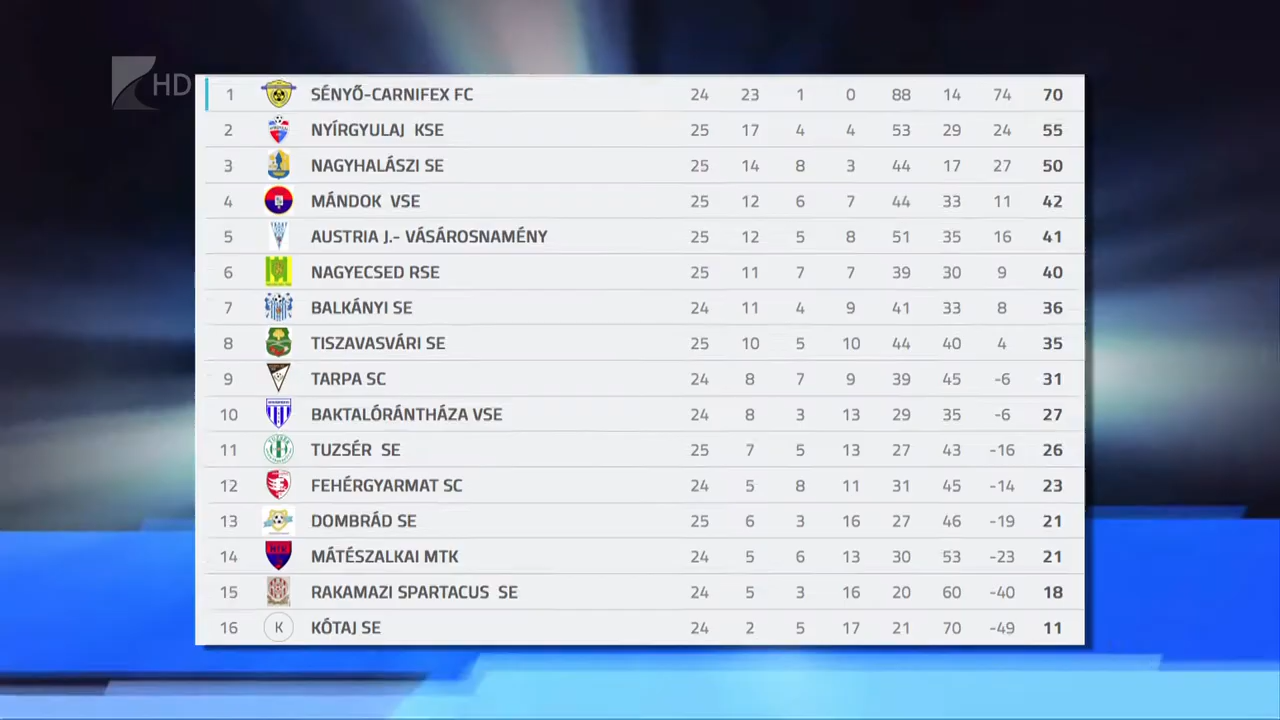 HD
1 SÉNYŐ-CARNIFEX FC 24 23 1 0 88 14 74 70
2 NYÍRGYULAJ KSE 25 17 4 4 53 29 24 55
3 NAGYHALÁSZI SE 25 14 8 3 44 17 27 50
4 MÁNDOK VSE 25 12 6 7 44 33 11 42
5 AUSTRIA J.- VÁSÁROSNAMÉNY 25 12 5 8 51 35 16 41
6 NAGYECSED RSE 25 11 7 7 39 30 9 40
7 BALKÁNYI SE 24 11 4 9 41 33 8 36
8 TISZAVASVÁRI SE 25 10 5 10 44 40 4 35
9 TARPA SC 24 8 7 9 39 45 -6 31
10 BAKTALÓRÁNTHÁZA VSE 24 8 3 13 29 35 -6 27
11 TUZSÉR SE 25 7 5 13 27 43 -16 26
12 FEHÉRGYARMAT SC 24 5 8 11 31 45 -14 23
13 DOMBRÁD SE 25 6 3 16 27 46 -19 21
14 MÁTÉSZALKAI MTK 24 5 6 13 30 53 -23 21
15 RAKAMAZI SPARTACUS SE 24 5 3 16 20 60 -40 18
16 K KÓTAJ SE 24 2 5 17 21 70 -49 11